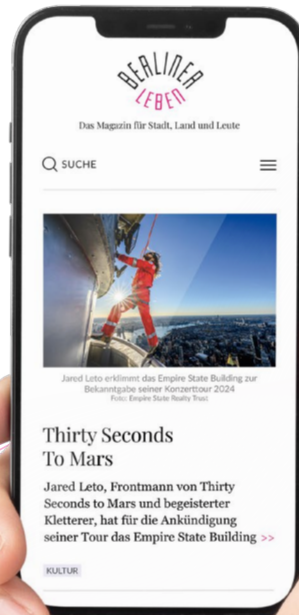 BERLINER
LEBEN
Das Magazin für Stadt, Land und Leute
SUCHE
Jared Leto erklimmt das Empire State Building zur
Bekanntgabe seiner Konzerttour 2024
Foto: Empire State Realty Trust
Thirty Seconds
To Mars
Jared Leto, Frontmann von Thirty
Seconds to Mars und begeisterter
Kletterer, hat für die Ankündigung
seiner Tour das Empire State Building >>
KULTUR